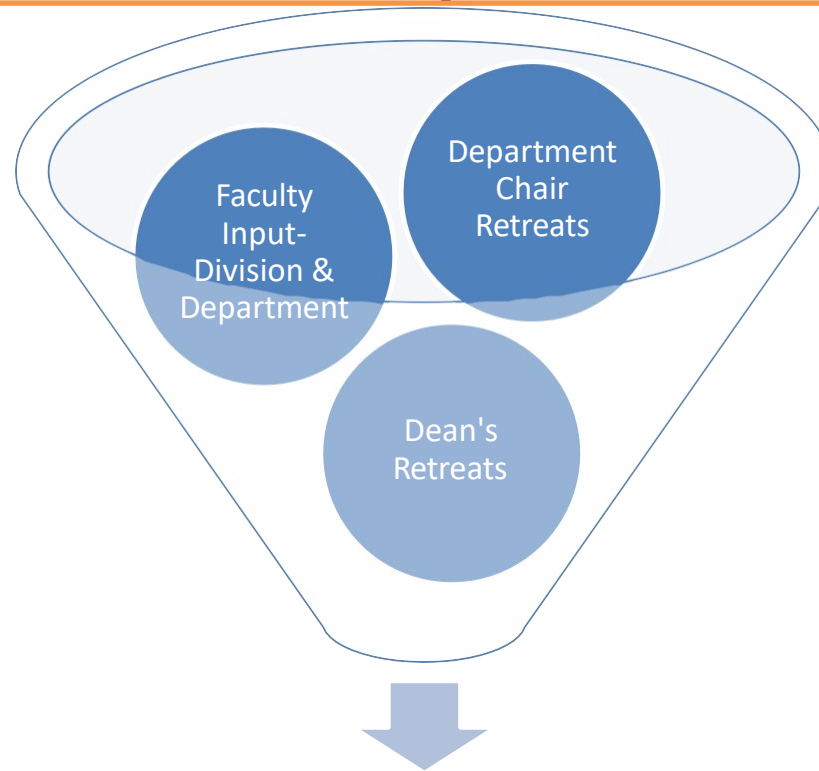 Faculty
Input-
Division &
Department
Department
Chair
Retreats
Dean's
Retreats